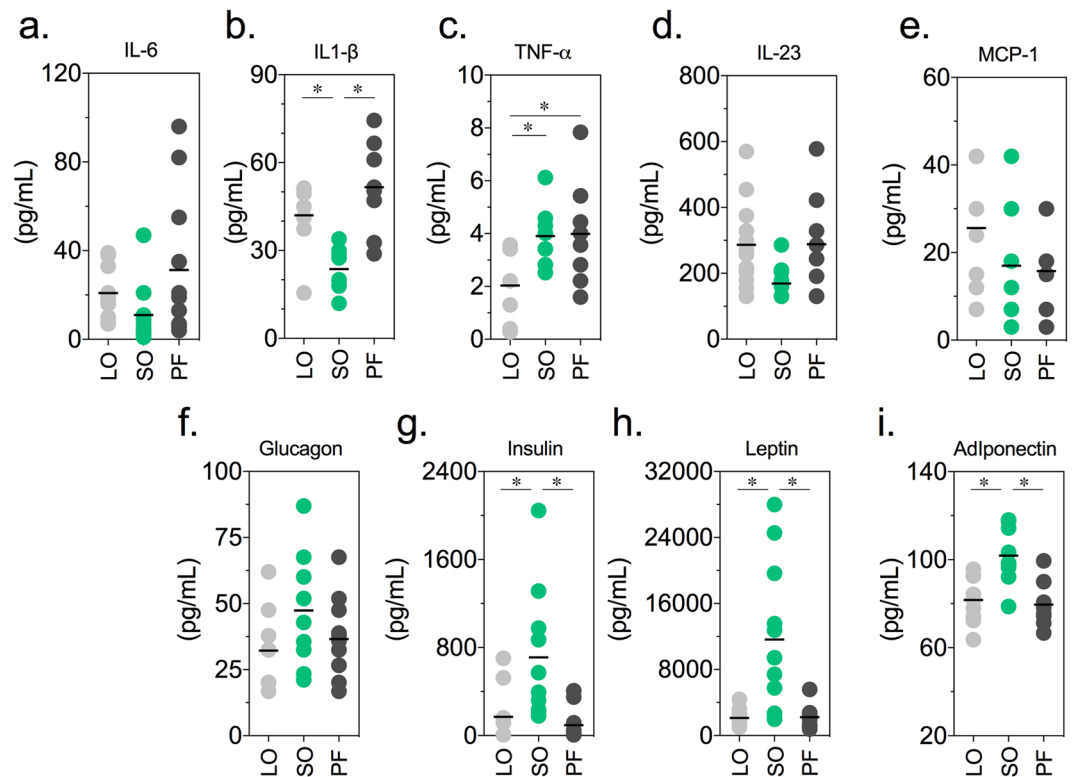 a.
IL-6
(pg/mL)
120
80
40
0
LO
SO
PF
b.
IL1-β
(pg/mL)
90
60
30
0
* *
LO
SO
PF
c.
TNF-α
(pg/mL)
10
8
6
4
2
0
*
*
LO
SO
PF
d.
IL-23
(pg/mL)
800
600
400
200
0
LO
SO
PF
e.
MCP-1
(pg/mL)
60
40
20
0
LO
SO
PF
f.
Glucagon
(pg/mL)
100
75
50
25
0
LO
SO
PF
g.
Insulin
(pg/mL)
2400
1600
800
0
* *
LO
SO
PF
h.
Leptin
(pg/mL)
32000
24000
16000
8000
0
* *
LO
SO
PF
i.
AdIponectin
(pg/mL)
140
100
60
20
* *
LO
SO
PF